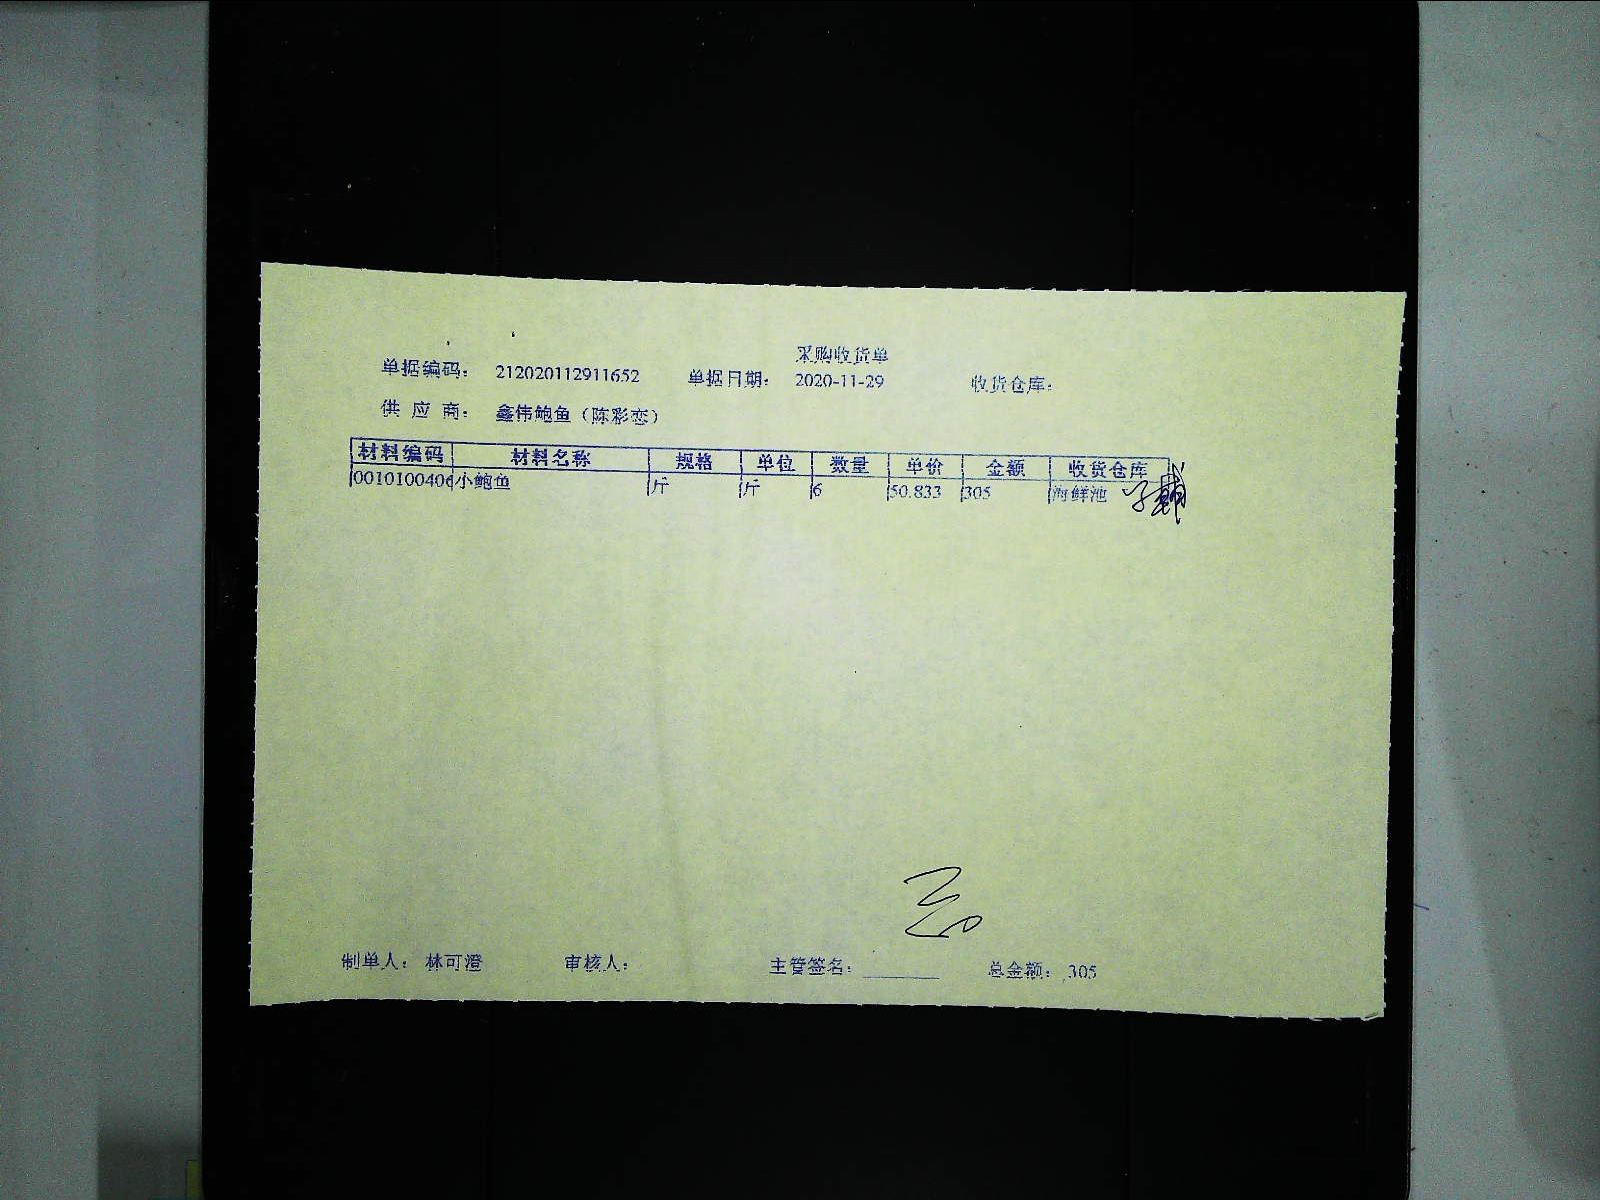 采购收货单
单据编码： 212020112911652 单据日期： 2020-11-29 收货仓库：
供 应 商： 鑫伟鲍鱼（陈彩恋）
材料编码 材料名称 规格 单位 数量 单价 金额 收货仓库
0010100406 小鲍鱼 斤 斤 6 50.833 305 海鲜池
制单人： 林可澄 审核人： 主管签名： 总金额： 305